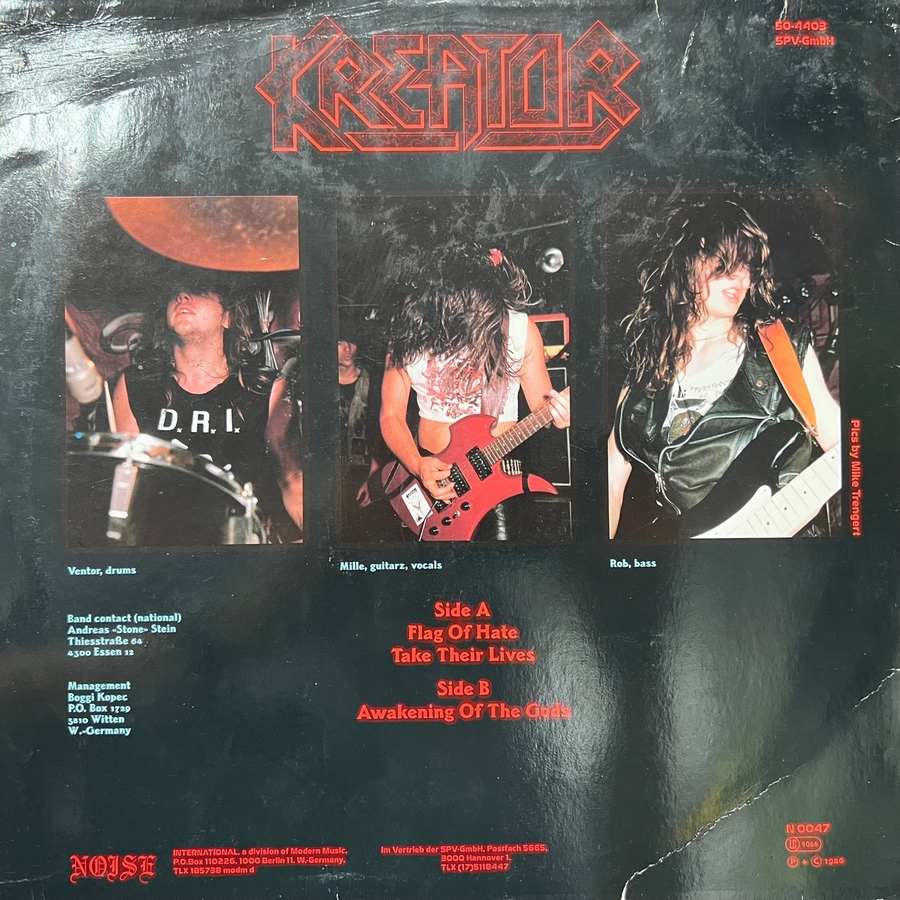 KREATOR
50-4403
SPV-GmbH
D.R.I.
Pics by Mike Trengert
Ventor, drums
Mille, guitarz, vocals
Rob, bass
Band contact (national)
Andreas «Stone» Stein
Thiesstraße 64
4300 Essen 12
Management
Boggi Kopec
P.O. Box 1729
5810 Witten
W.-Germany
Side A
Flag Of Hate
Take Their Lives
Side B
Awakening Of The Gods
NOISE
INTERNATIONAL, a division of Modern Music,
P.O.Box 110226, 1000 Berlin 11, W.-Germany,
TLX 185738 modm d
Im Vertrieb der SPV-GmbH, Postfach 5665,
3000 Hannover 1,
TLX (17)5118447
N 0047
LC 9066
P + C 1986